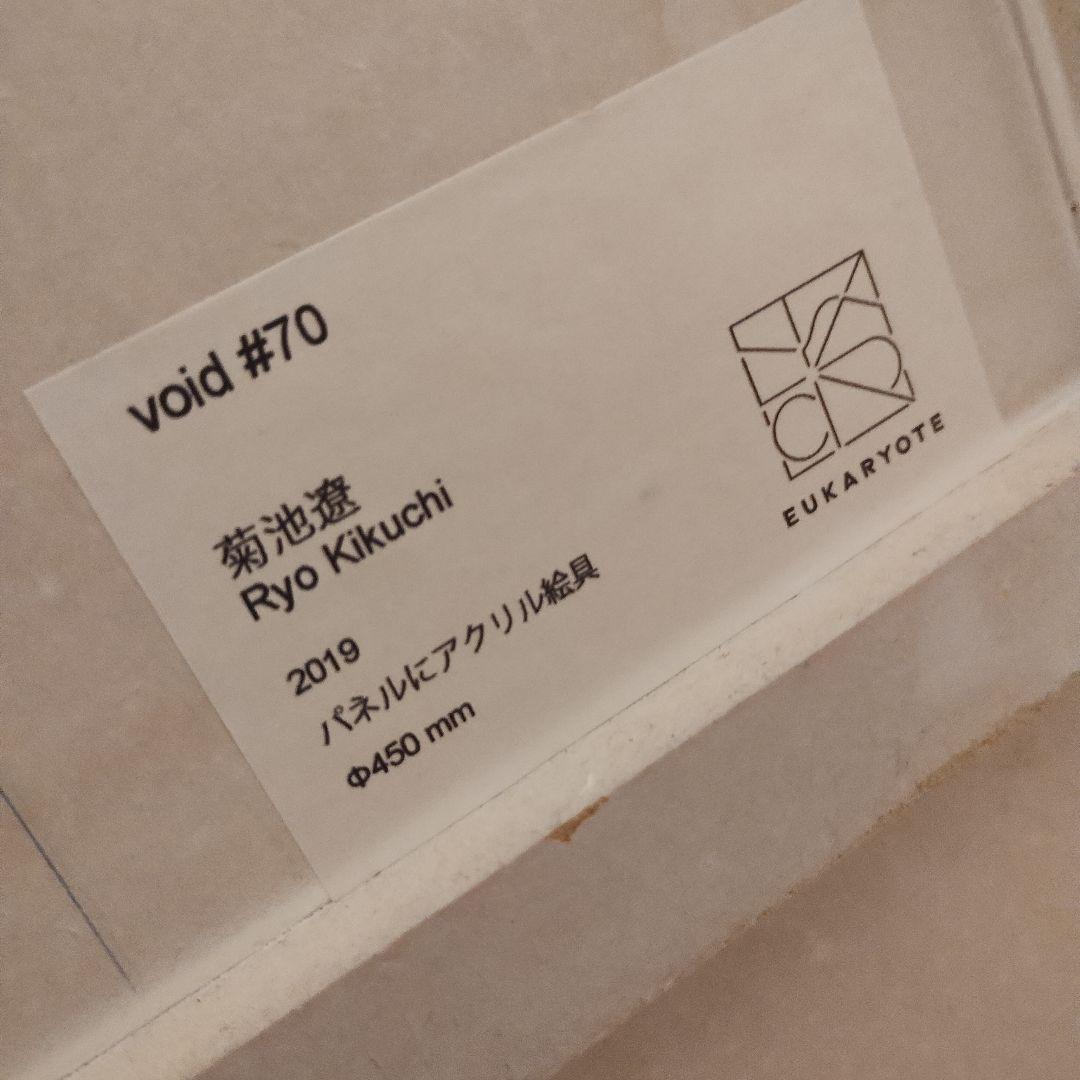 void #70
菊池遼
Ryo Kikuchi
2019
パネルにアクリル絵具
Φ450 mm
EUKARYOTE